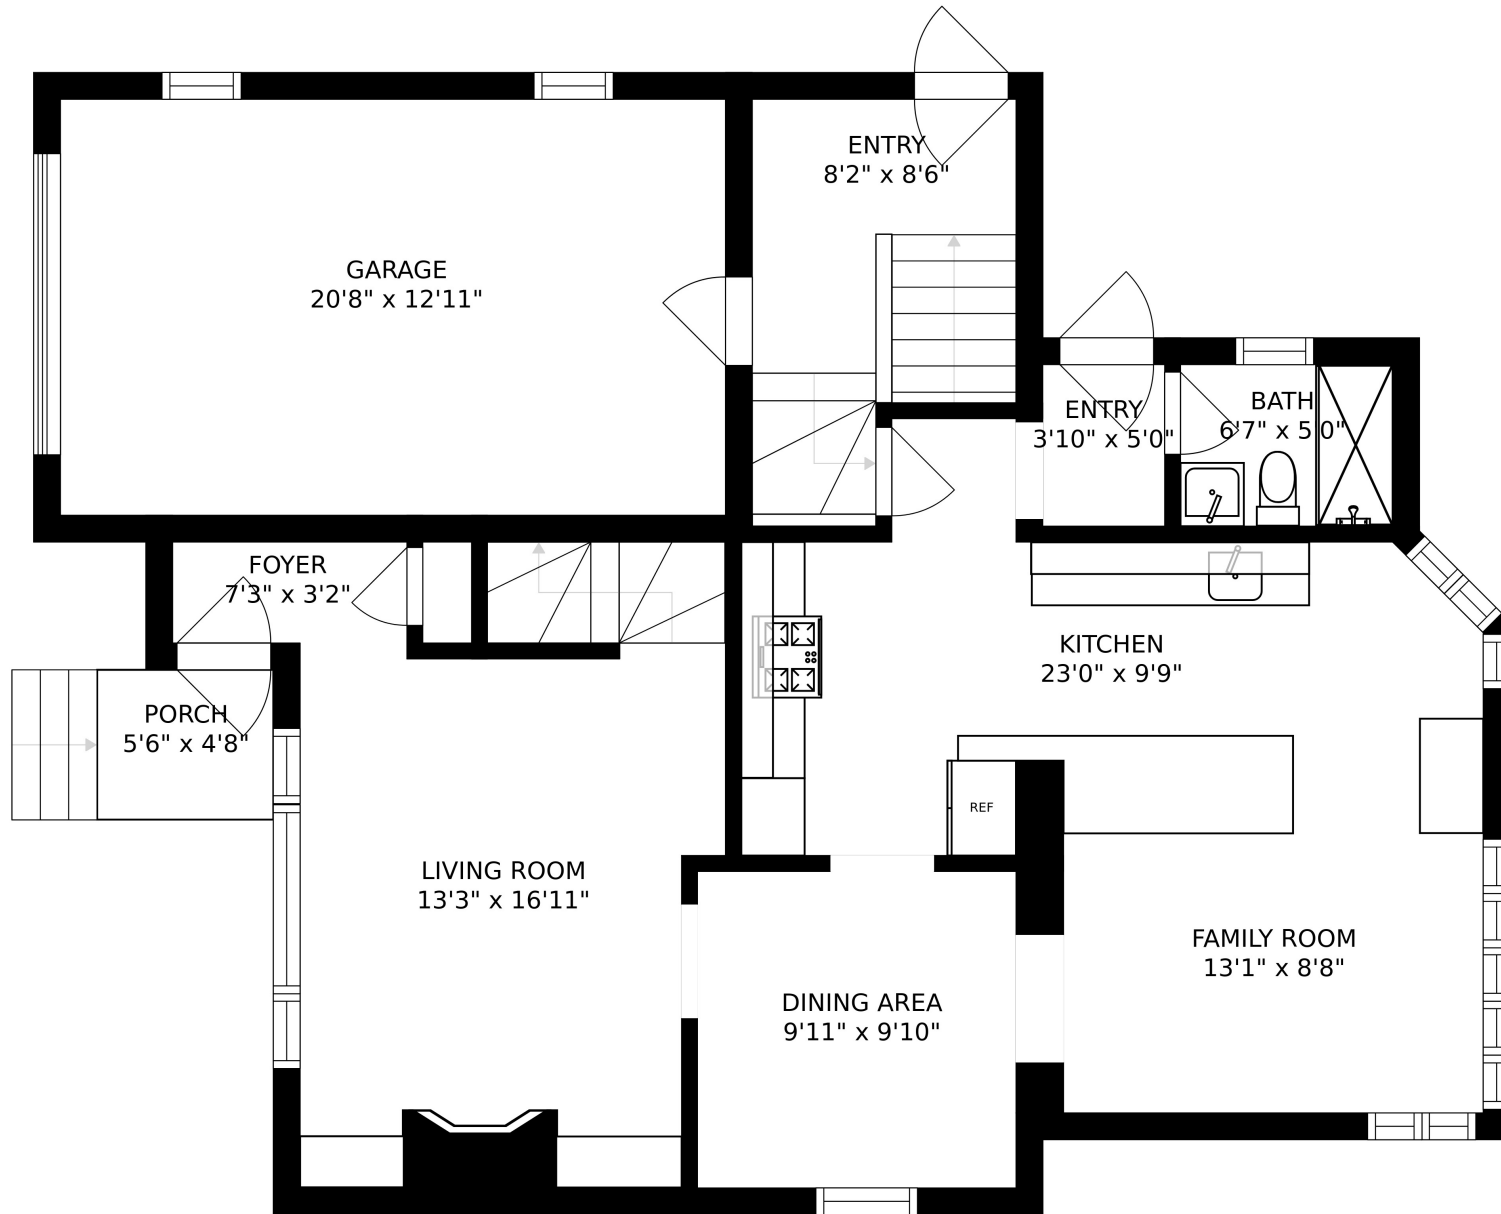 ENTRY
8'2" x 8'6"
GARAGE
20'8" x 12'11"
ENTRY
3'10" x 5'0"
BATH
6'7" x 5'0"
FOYER
7'3" x 3'2"
KITCHEN
23'0" x 9'9"
PORCH
5'6" x 4'8"
REF
LIVING ROOM
13'3" x 16'11"
FAMILY ROOM
13'1" x 8'8"
DINING AREA
9'11" x 9'10"